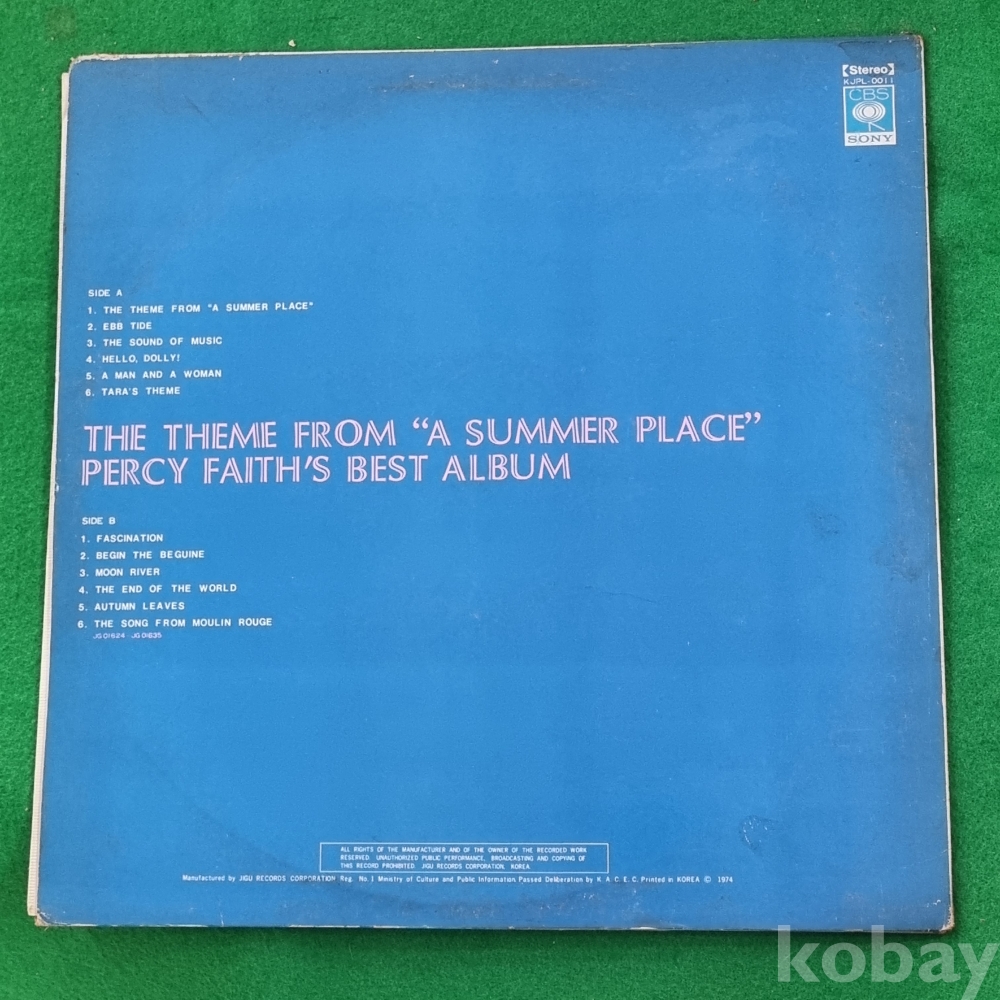 【Stereo】
KJPL-0011
CBS
SONY
SIDE A
1. THE THEME FROM "A SUMMER PLACE"
2. EBB TIDE
3. THE SOUND OF MUSIC
4. HELLO, DOLLY!
5. A MAN AND A WOMAN
6. TARA'S THEME
THE THEME FROM “A SUMMER PLACE”
PERCY FAITH'S BEST ALBUM
SIDE B
1. FASCINATION
2. BEGIN THE BEGUINE
3. MOON RIVER
4. THE END OF THE WORLD
5. AUTUMN LEAVES
6. THE SONG FROM MOULIN ROUGE
JG01624 JG01635
ALL RIGHTS OF THE MANUFACTURER AND OF THE OWNER OF THE RECORDED WORK
RESERVED UNAUTHORIZED PUBLIC PERFORMANCE, BROADCASTING AND COPYING OF
THIS RECORD PROHIBITED JIGU RECORDS CORPORATION, KOREA
Manufactured by JIGU RECORDS CORPORATION Reg. No. 1 Ministry of Culture and Public Information Passed Deliberation by K. A. C. E. C. Printed in KOREA © 1974
kobay